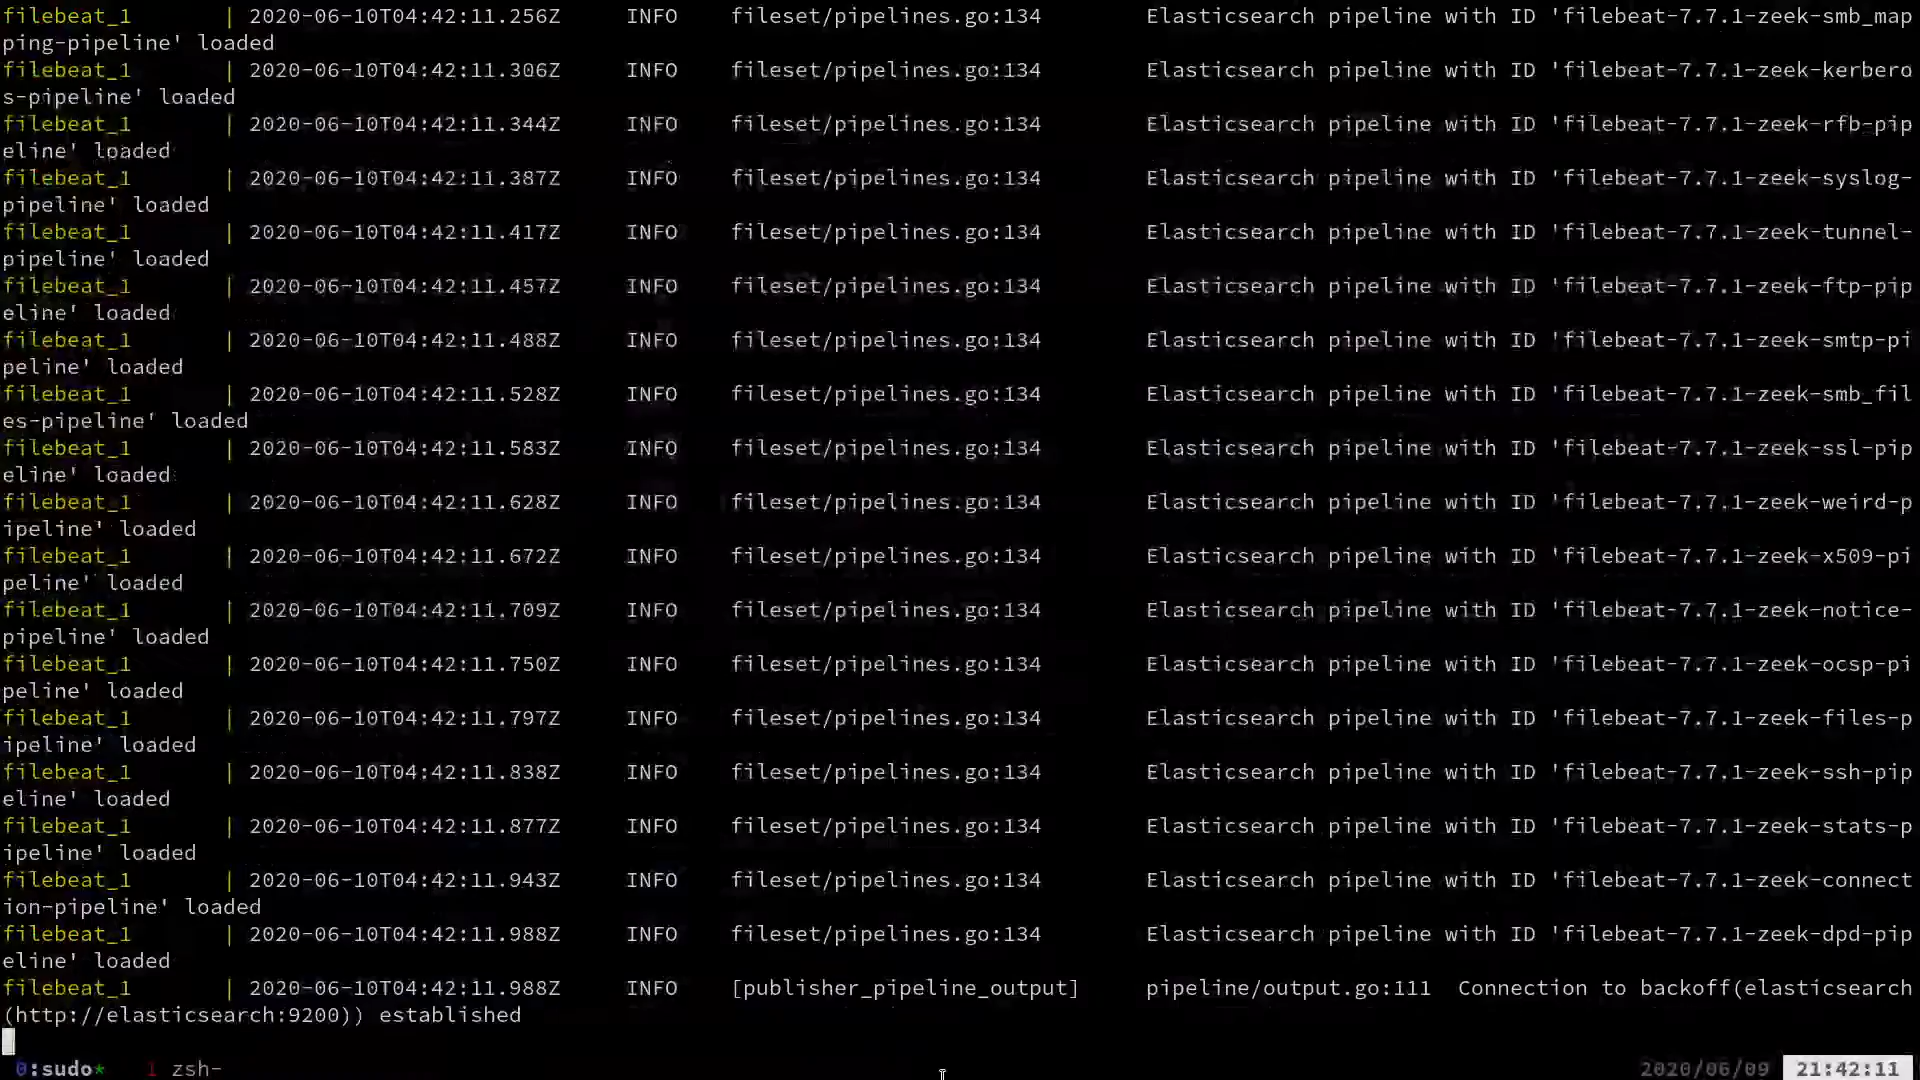 filebeat_1 | 2020-06-10T04:42:11.256Z INFO fileset/pipelines.go:134 Elasticsearch pipeline with ID 'filebeat-7.7.1-zeek-smb_map
ping-pipeline' loaded
filebeat_1 | 2020-06-10T04:42:11.306Z INFO fileset/pipelines.go:134 Elasticsearch pipeline with ID 'filebeat-7.7.1-zeek-kerbero
s-pipeline' loaded
filebeat_1 | 2020-06-10T04:42:11.344Z INFO fileset/pipelines.go:134 Elasticsearch pipeline with ID 'filebeat-7.7.1-zeek-rfb-pip
eline' loaded
filebeat_1 | 2020-06-10T04:42:11.387Z INFO fileset/pipelines.go:134 Elasticsearch pipeline with ID 'filebeat-7.7.1-zeek-syslog-
pipeline' loaded
filebeat_1 | 2020-06-10T04:42:11.417Z INFO fileset/pipelines.go:134 Elasticsearch pipeline with ID 'filebeat-7.7.1-zeek-tunnel-
pipeline' loaded
filebeat_1 | 2020-06-10T04:42:11.457Z INFO fileset/pipelines.go:134 Elasticsearch pipeline with ID 'filebeat-7.7.1-zeek-ftp-pip
eline' loaded
filebeat_1 | 2020-06-10T04:42:11.488Z INFO fileset/pipelines.go:134 Elasticsearch pipeline with ID 'filebeat-7.7.1-zeek-smtp-pi
peline' loaded
filebeat_1 | 2020-06-10T04:42:11.528Z INFO fileset/pipelines.go:134 Elasticsearch pipeline with ID 'filebeat-7.7.1-zeek-smb_fil
es-pipeline' loaded
filebeat_1 | 2020-06-10T04:42:11.583Z INFO fileset/pipelines.go:134 Elasticsearch pipeline with ID 'filebeat-7.7.1-zeek-ssl-pip
eline' loaded
filebeat_1 | 2020-06-10T04:42:11.628Z INFO fileset/pipelines.go:134 Elasticsearch pipeline with ID 'filebeat-7.7.1-zeek-weird-p
ipeline' loaded
filebeat_1 | 2020-06-10T04:42:11.672Z INFO fileset/pipelines.go:134 Elasticsearch pipeline with ID 'filebeat-7.7.1-zeek-x509-pi
peline' loaded
filebeat_1 | 2020-06-10T04:42:11.709Z INFO fileset/pipelines.go:134 Elasticsearch pipeline with ID 'filebeat-7.7.1-zeek-notice-
pipeline' loaded
filebeat_1 | 2020-06-10T04:42:11.750Z INFO fileset/pipelines.go:134 Elasticsearch pipeline with ID 'filebeat-7.7.1-zeek-ocsp-pi
peline' loaded
filebeat_1 | 2020-06-10T04:42:11.797Z INFO fileset/pipelines.go:134 Elasticsearch pipeline with ID 'filebeat-7.7.1-zeek-files-p
ipeline' loaded
filebeat_1 | 2020-06-10T04:42:11.838Z INFO fileset/pipelines.go:134 Elasticsearch pipeline with ID 'filebeat-7.7.1-zeek-ssh-pip
eline' loaded
filebeat_1 | 2020-06-10T04:42:11.877Z INFO fileset/pipelines.go:134 Elasticsearch pipeline with ID 'filebeat-7.7.1-zeek-stats-p
ipeline' loaded
filebeat_1 | 2020-06-10T04:42:11.943Z INFO fileset/pipelines.go:134 Elasticsearch pipeline with ID 'filebeat-7.7.1-zeek-connect
ion-pipeline' loaded
filebeat_1 | 2020-06-10T04:42:11.988Z INFO fileset/pipelines.go:134 Elasticsearch pipeline with ID 'filebeat-7.7.1-zeek-dpd-pip
eline' loaded
filebeat_1 | 2020-06-10T04:42:11.988Z INFO [publisher_pipeline_output] pipeline/output.go:111 Connection to backoff(elasticsearch
(http://elasticsearch:9200)) established
0:sudo* 1 zsh- 2020/06/09 21:42:11